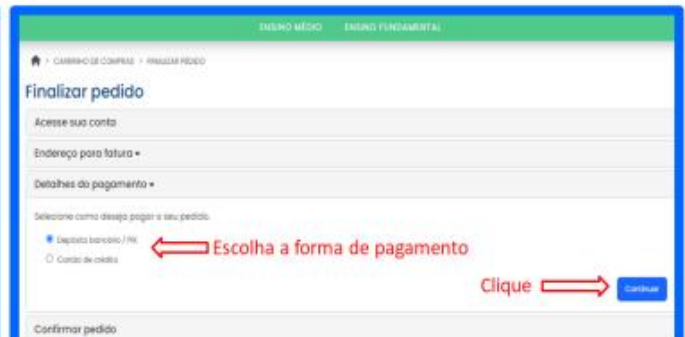 ENSINO MÉDIO ENSINO FUNDAMENTAL
> CARRINHO DE COMPRAS > FINALIZAR PEDIDO
Finalizar pedido
Acesse sua conta
Endereço para fatura
Detalhes do pagamento
Selecione como deseja pagar o seu pedido.
Depósito bancário / PIX
Escolha a forma de pagamento
Cartão de crédito
Clique
Continuar
Confirmar pedido